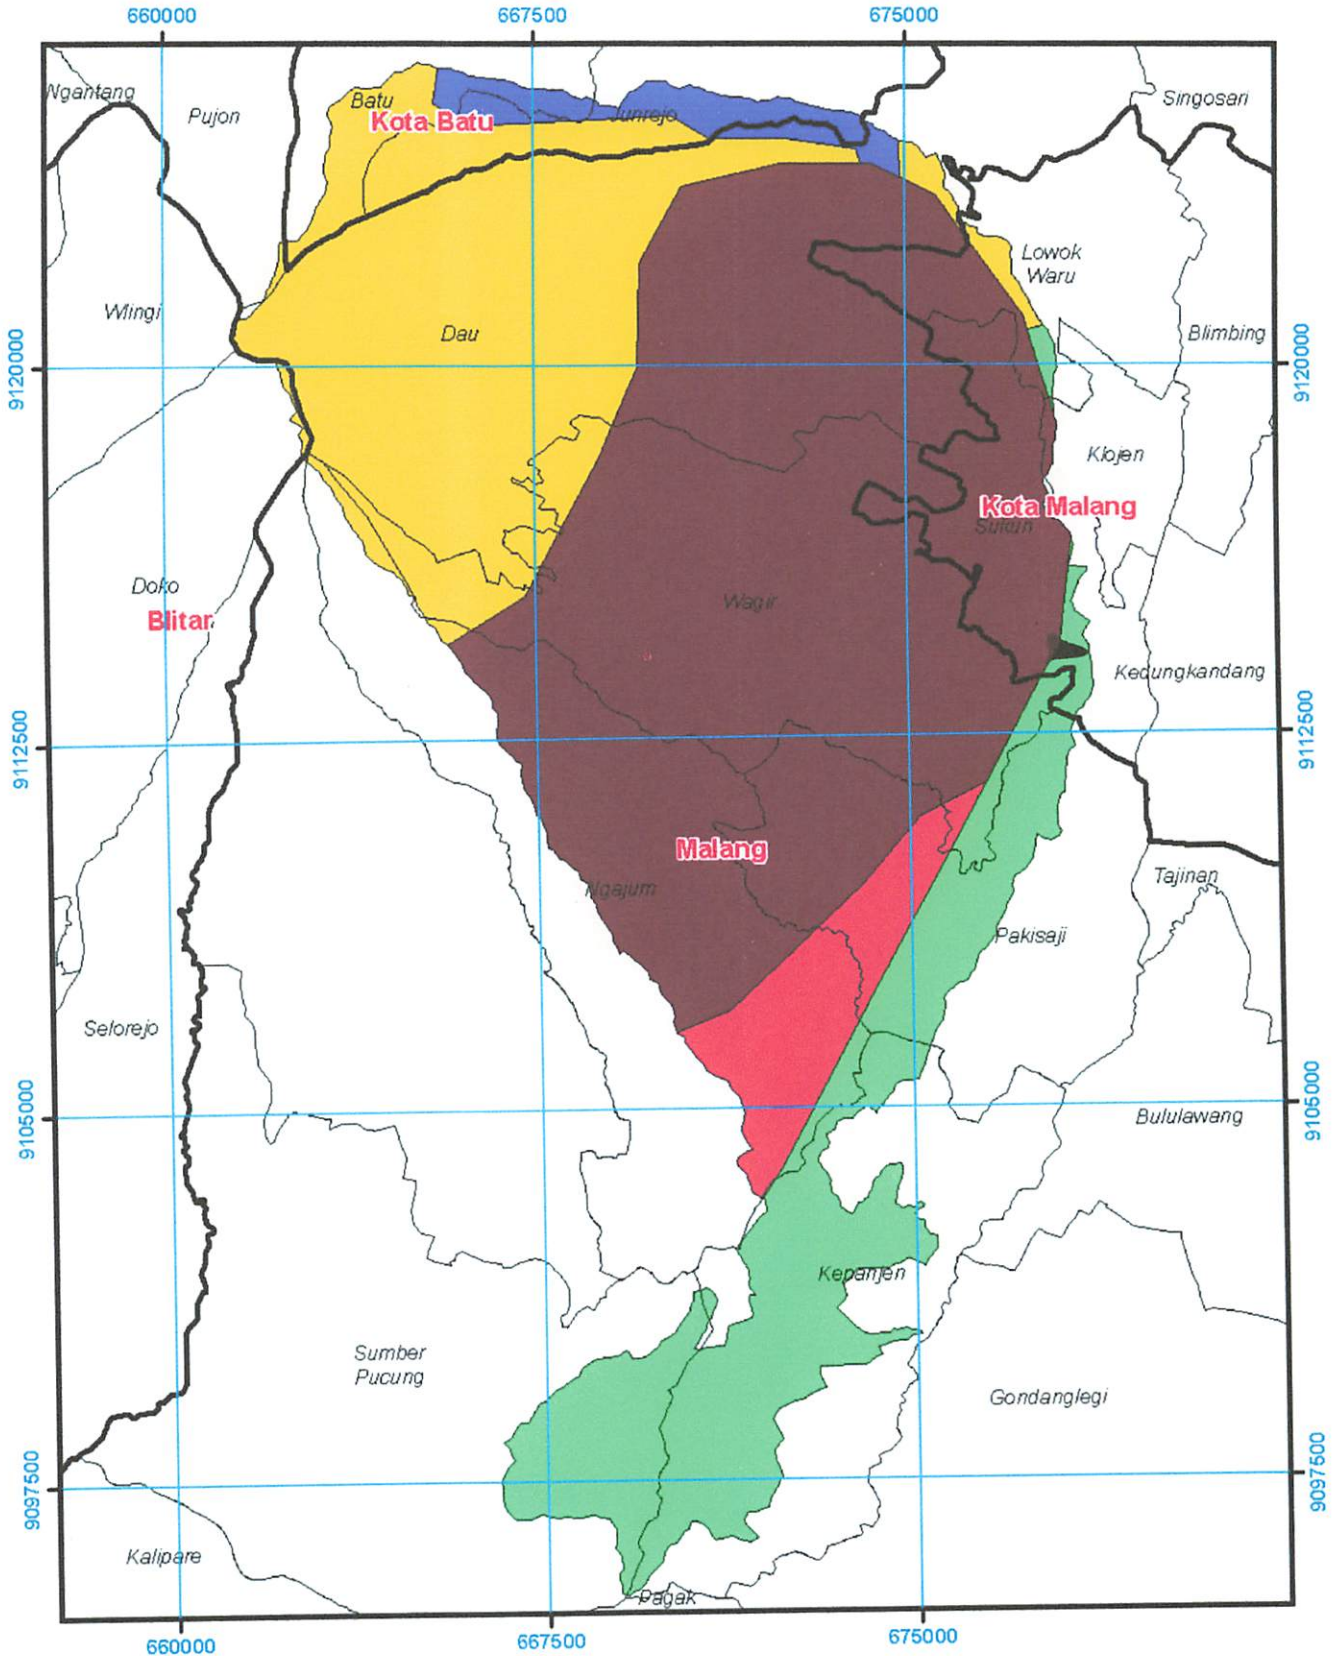 660000 667500 675000
Ngantang
Pujon
Batu
Kota Batu
Junrejo
Singosari
Wlingi
Dau
Lowok
Waru
Blimbing
9120000
9120000
Klojen
Kota Malang
Sukun
Doko
Blitar
Wagir
Kedungkandang
9112500
9112500
Malang
Ngajum
Tajinan
Pakisaji
Selorejo
9105000
9105000
Bululawang
Kepanjen
Sumber
Pucung
Gondanglegi
9097500
9097500
Kalipare
Pagak
660000 667500 675000